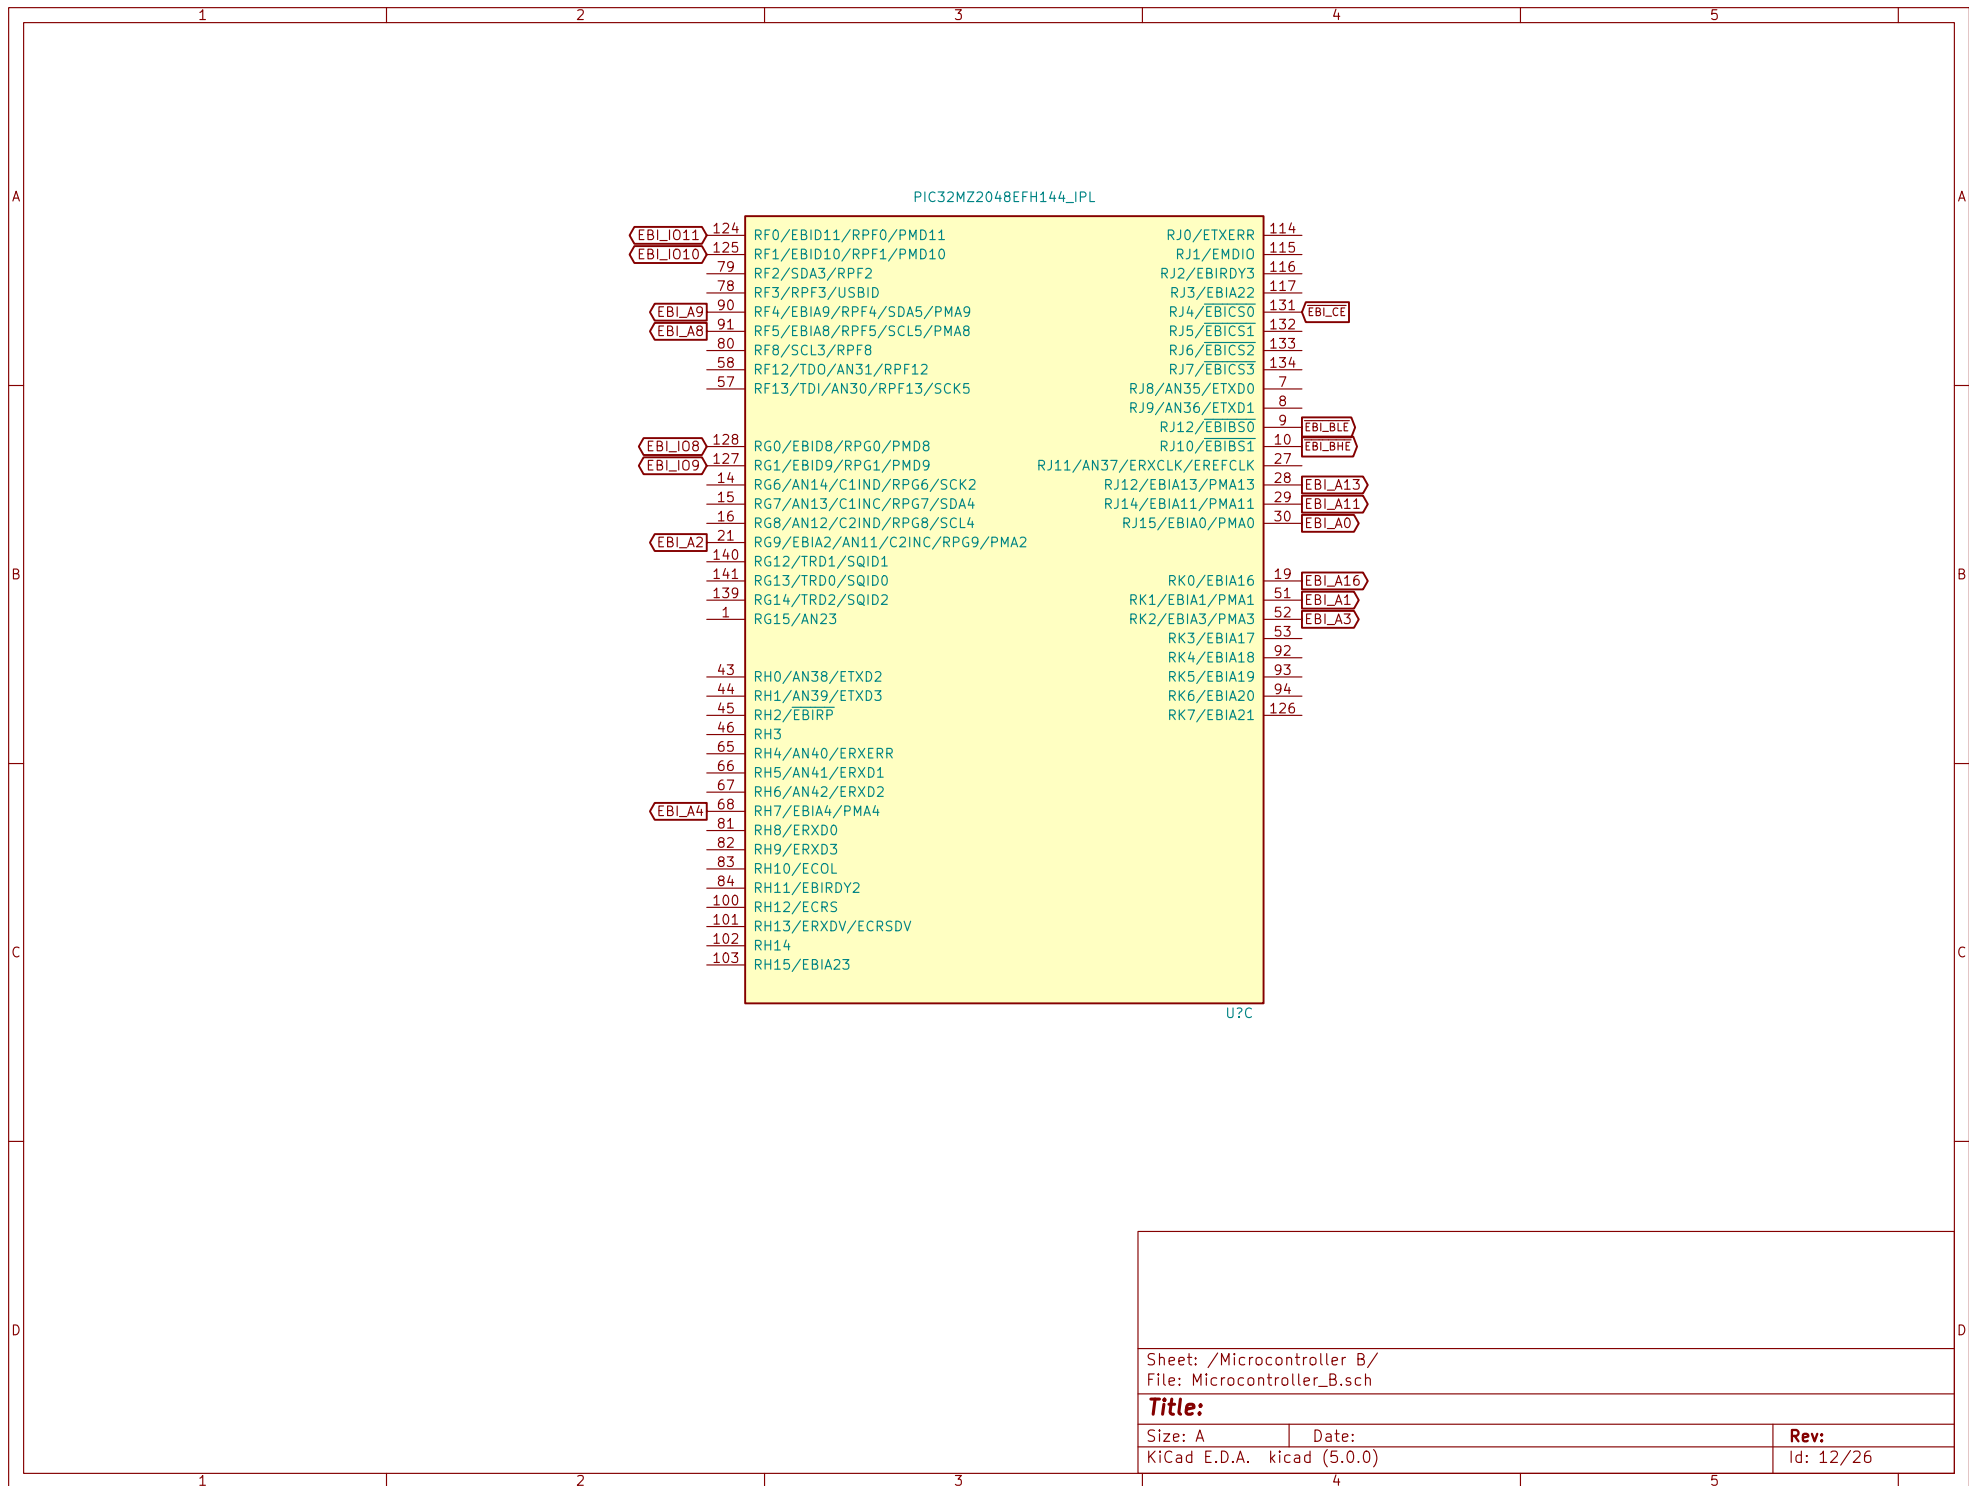 1 2 3 4 5
A A
PIC32MZ2048EFH144_IPL
EBI_IO11 124 RF0/EBID11/RPF0/PMD11 RJ0/ETXERR 114
EBI_IO10 125 RF1/EBID10/RPF1/PMD10 RJ1/EMDIO 115
79 RF2/SDA3/RPF2 RJ2/EBIRDY3 116
78 RF3/RPF3/USBID RJ3/EBIA22 117
EBI_A9 90 RF4/EBIA9/RPF4/SDA5/PMA9 RJ4/EBICS0 131 EBI_CE
EBI_A8 91 RF5/EBIA8/RPF5/SCL5/PMA8 RJ5/EBICS1 132
80 RF8/SCL3/RPF8 RJ6/EBICS2 133
58 RF12/TDO/AN31/RPF12 RJ7/EBICS3 134
57 RF13/TDI/AN30/RPF13/SCK5 RJ8/AN35/ETXD0 7
RJ9/AN36/ETXD1 8
RJ12/EBIBS0 9 EBI_BLE
EBI_IO8 128 RG0/EBID8/RPG0/PMD8 RJ10/EBIBS1 10 EBI_BHE
EBI_IO9 127 RG1/EBID9/RPG1/PMD9 RJ11/AN37/ERXCLK/EREFCLK 27
14 RG6/AN14/C1IND/RPG6/SCK2 RJ12/EBIA13/PMA13 28 EBI_A13
15 RG7/AN13/C1INC/RPG7/SDA4 RJ14/EBIA11/PMA11 29 EBI_A11
16 RG8/AN12/C2IND/RPG8/SCL4 RJ15/EBIA0/PMA0 30 EBI_A0
EBI_A2 21 RG9/EBIA2/AN11/C2INC/RPG9/PMA2
140 RG12/TRD1/SQID1
B B
141 RG13/TRD0/SQID0 RK0/EBIA16 19 EBI_A16
139 RG14/TRD2/SQID2 RK1/EBIA1/PMA1 51 EBI_A1
1 RG15/AN23 RK2/EBIA3/PMA3 52 EBI_A3
RK3/EBIA17 53
RK4/EBIA18 92
43 RH0/AN38/ETXD2 RK5/EBIA19 93
44 RH1/AN39/ETXD3 RK6/EBIA20 94
45 RH2/EBIRP RK7/EBIA21 126
46 RH3
65 RH4/AN40/ERXERR
66 RH5/AN41/ERXD1
67 RH6/AN42/ERXD2
EBI_A4 68 RH7/EBIA4/PMA4
81 RH8/ERXD0
82 RH9/ERXD3
83 RH10/ECOL
84 RH11/EBIRDY2
100 RH12/ECRS
101 RH13/ERXDV/ECRSDV
102 RH14
C C
103 RH15/EBIA23
U?C
D D
Sheet: /Microcontroller B/
File: Microcontroller_B.sch
Title:
Size: A Date: Rev:
KiCad E.D.A. kicad (5.0.0) Id: 12/26
1 2 3 4 5